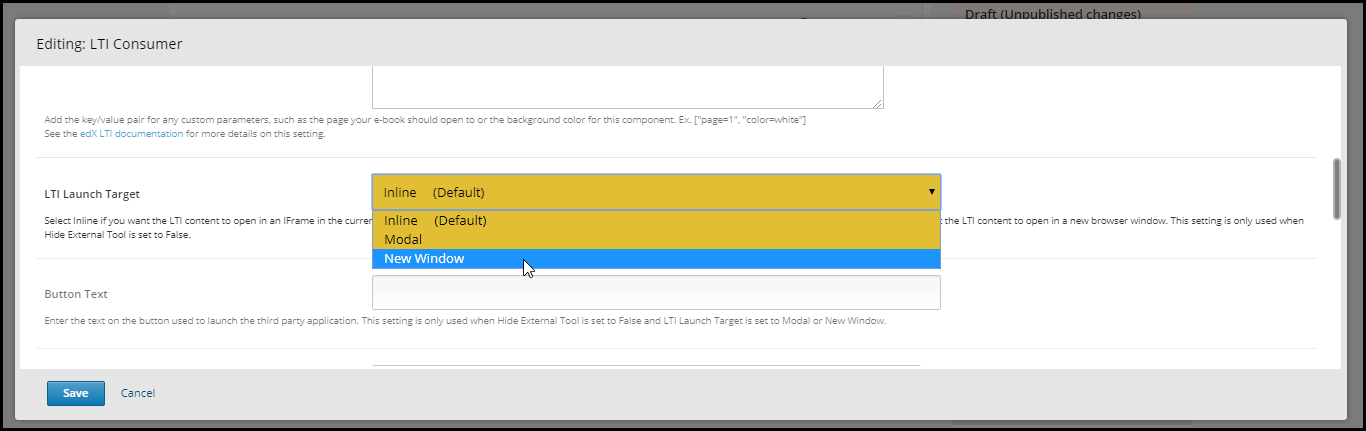 Draft (Unpublished changes)
Editing: LTI Consumer
Add the key/value pair for any custom parameters, such as the page your e-book should open to or the background color for this component. Ex. ["page=1", "color=white"]
See the edX LTI documentation for more details on this setting.
LTI Launch Target
Inline (Default)
Select Inline if you want the LTI content to open in an IFrame in the curren
Inline (Default)
t the LTI content to open in a new browser window. This setting is only used when
Hide External Tool is set to False.
Modal
New Window
Button Text
Enter the text on the button used to launch the third party application. This setting is only used when Hide External Tool is set to False and LTI Launch Target is set to Modal or New Window.
Save
Cancel